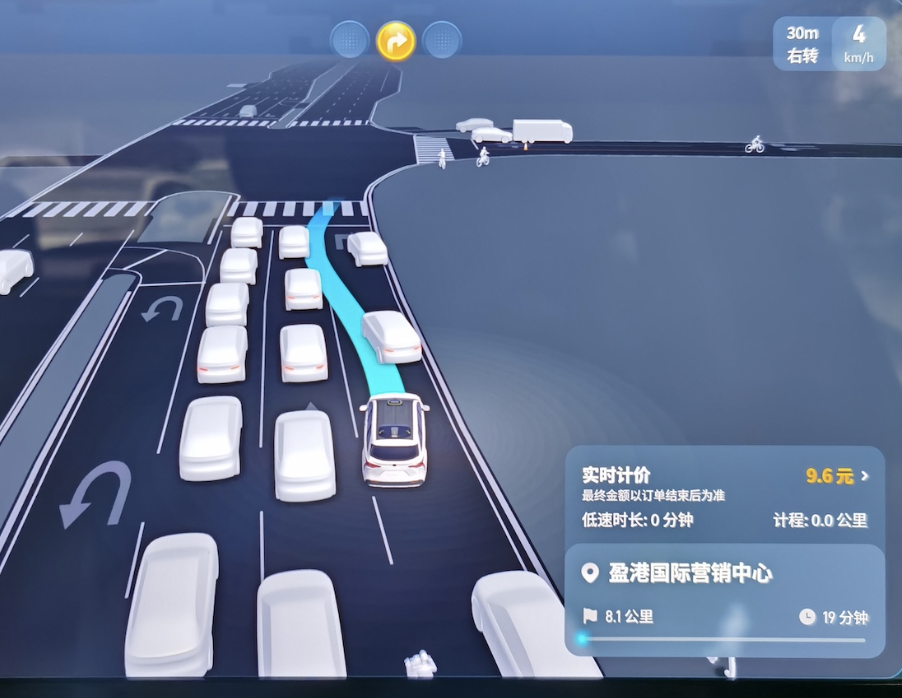 30m
右转
4
km/h
实时计价
9.6元
最终金额以订单结束后为准
低速时长: 0 分钟
计程: 0.0 公里
盈港国际营销中心
8.1 公里
19 分钟